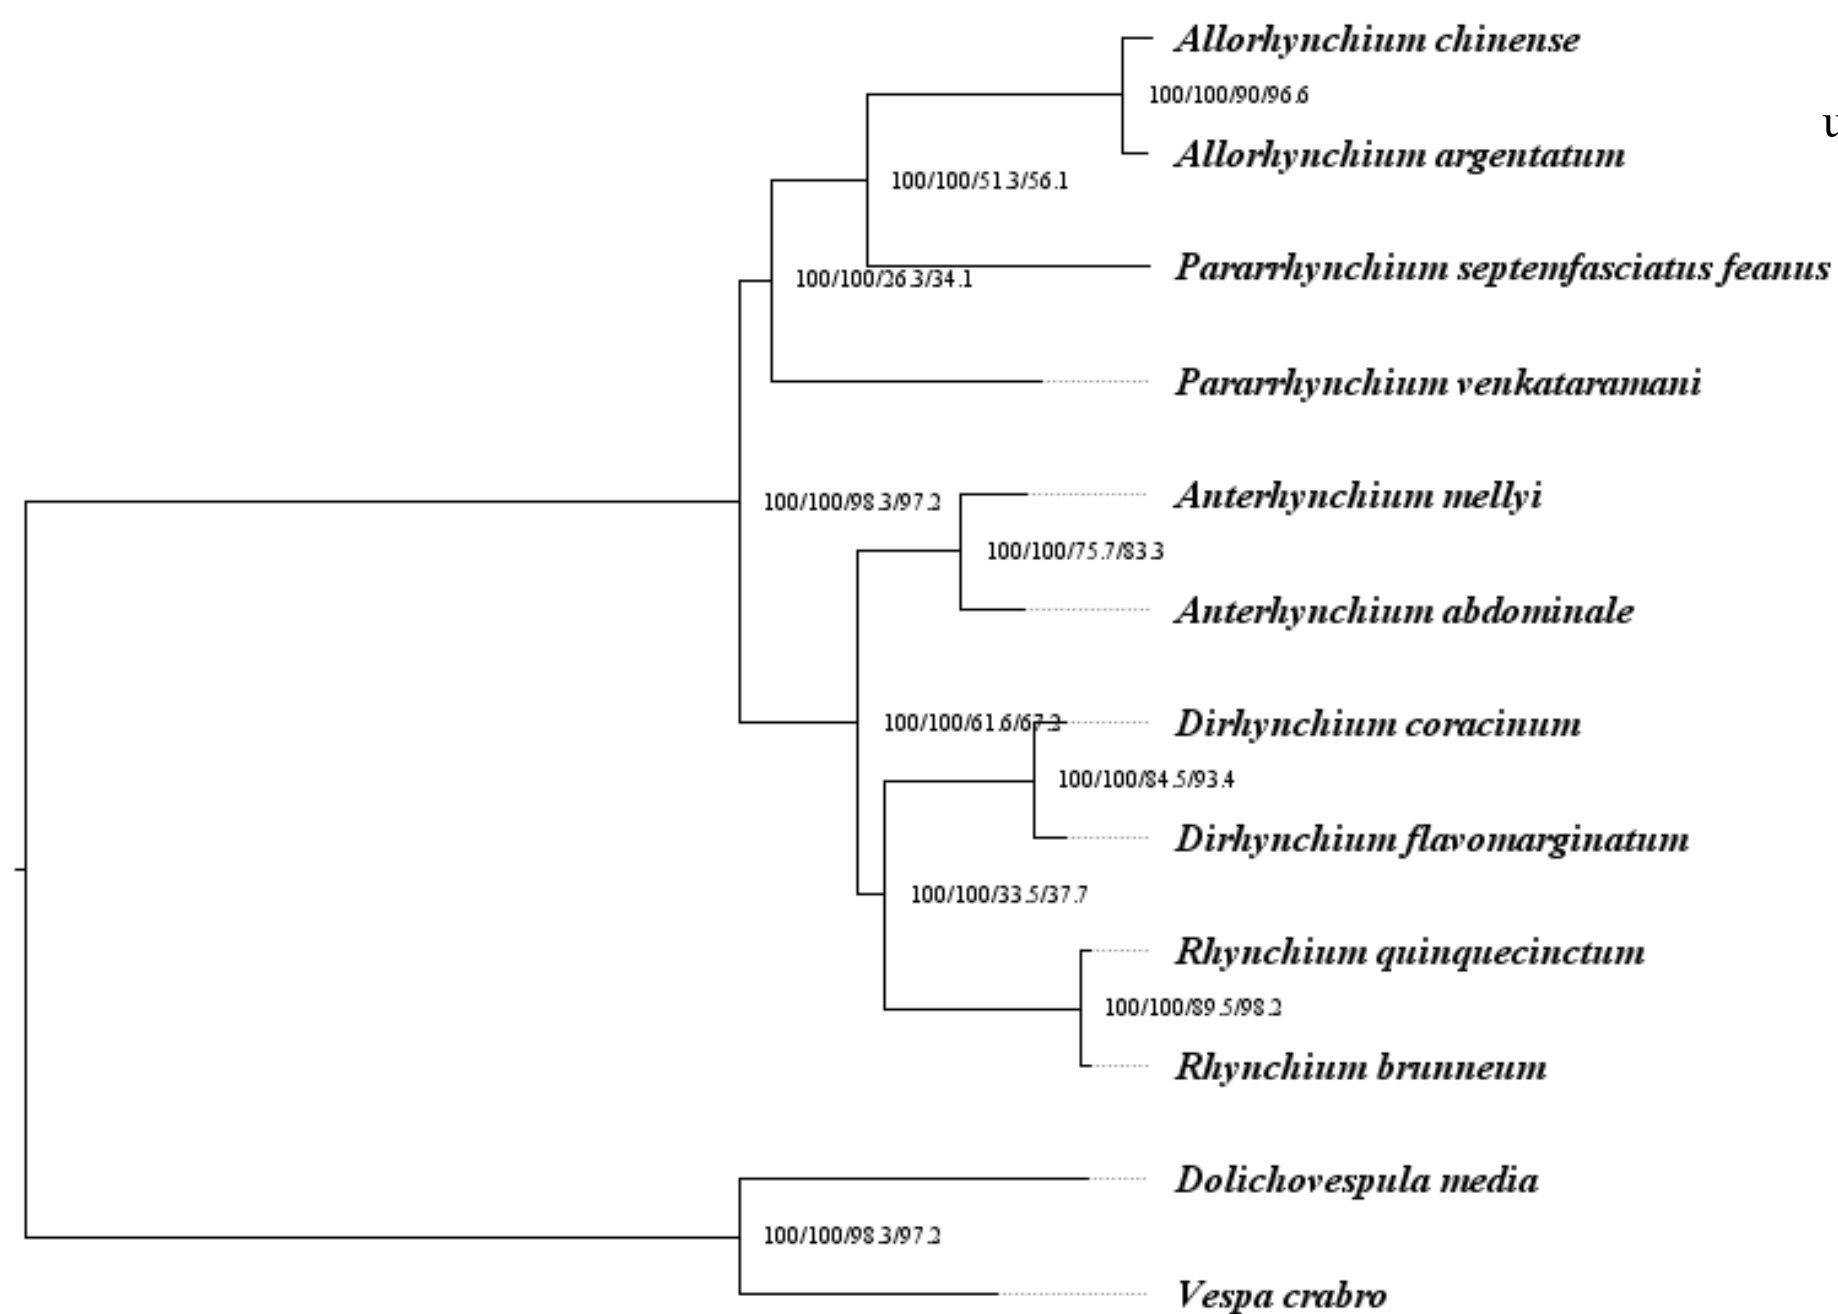 Allorhynchium chinense
100/100/90/96.6
u
Allorhynchium argentatum
100/100/51.3/56.1
Pararrhynchium septemfasciatus feanus
100/100/26.3/34.1
Pararrhynchium venkataramani
Anterhynchium mellyi
100/100/98.3/97.2
100/100/75.7/83.3
Anterhynchium abdominale
100/100/61.6/67.2
Dirhynchium coracinum
100/100/84.5/93.4
Dirhynchium flavomarginatum
100/100/33.5/37.7
Rhynchium quinquecinctum
100/100/89.5/98.2
Rhynchium brunneum
Dolichovespula media
100/100/98.3/97.2
Vespa crabro